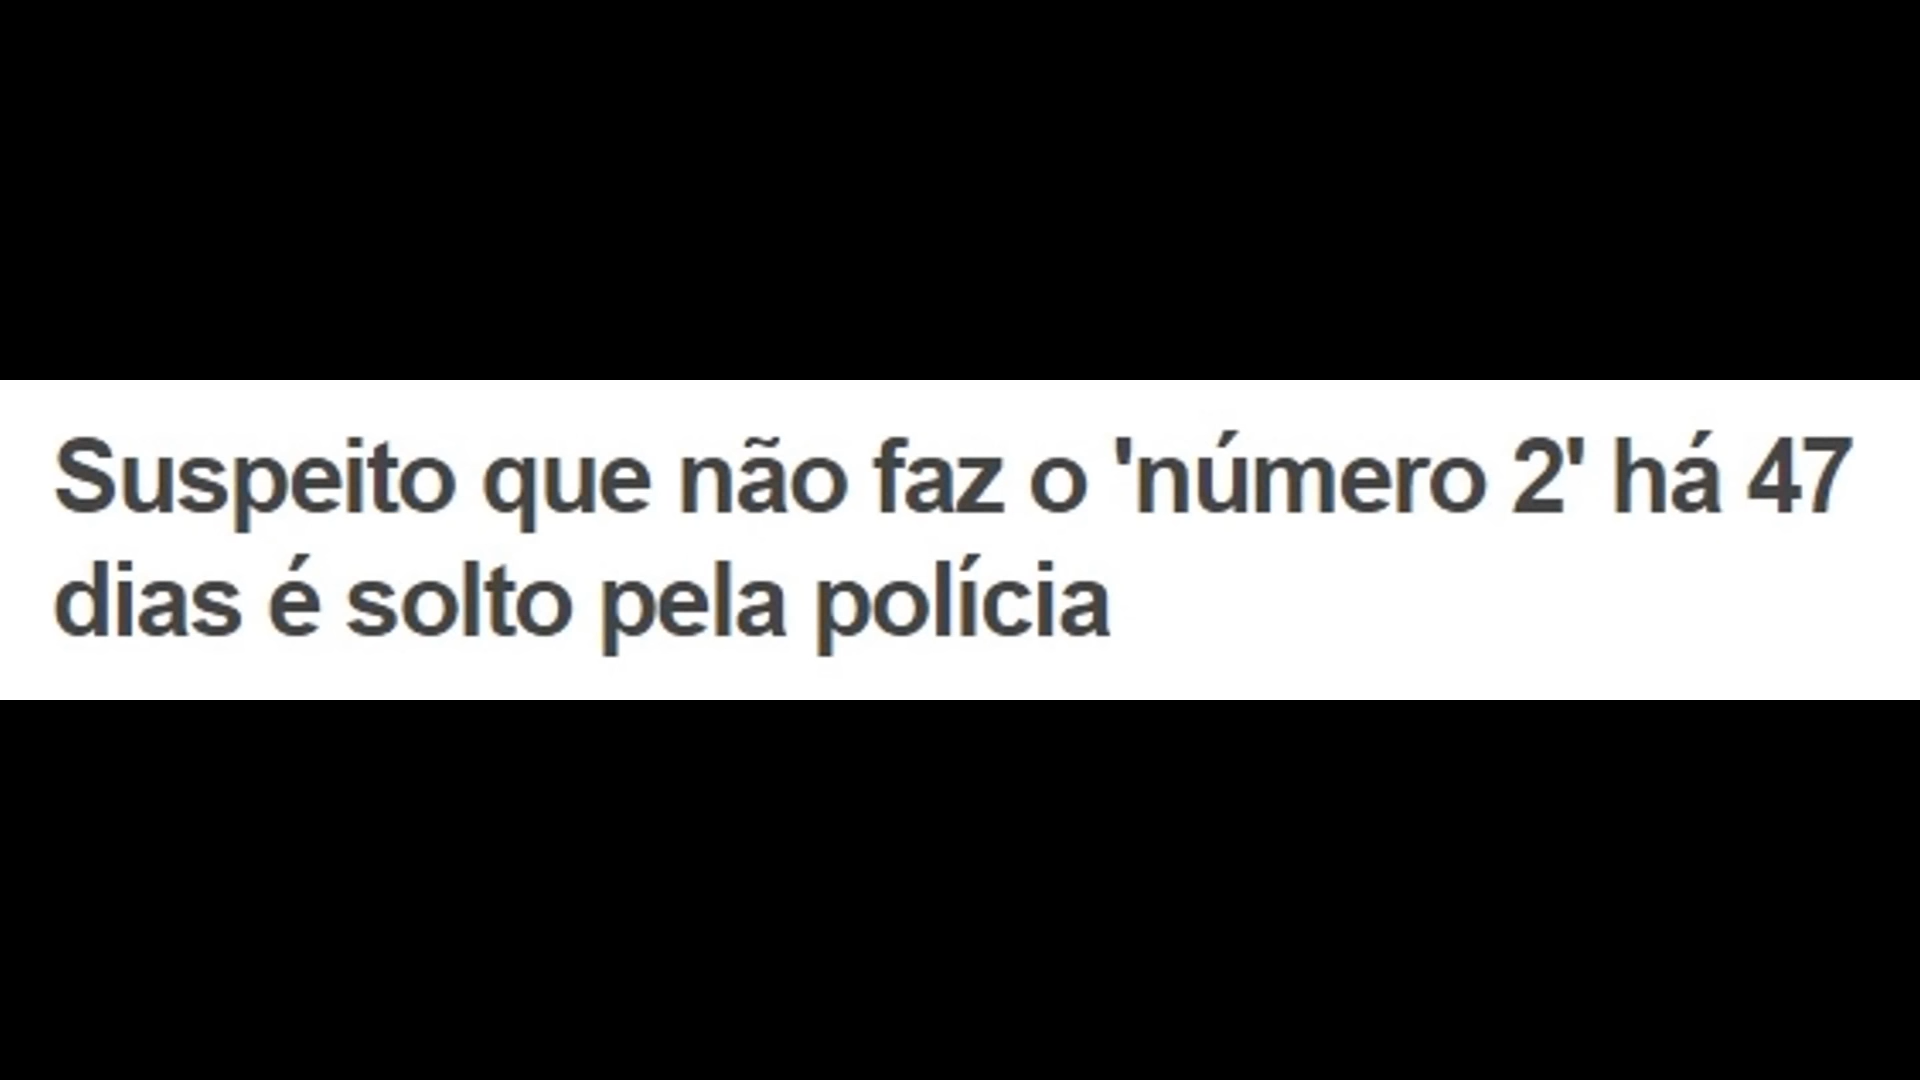 Suspeito que não faz o 'número 2' há 47
dias é solto pela polícia